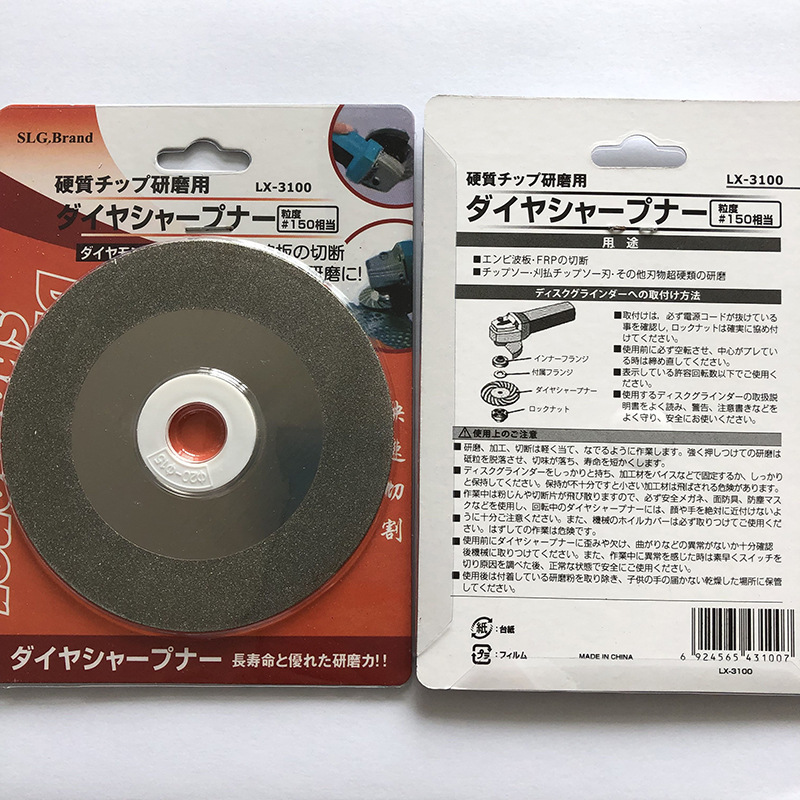 SLG,Brand
硬質チップ研磨用 LX-3100
ダイヤシャープナー
粒度
#150相当
板の切断
研磨に!
快速切割
ダイヤシャープナー 長寿命と優れた研磨力!!
硬質チップ研磨用 LX-3100
ダイヤシャープナー
粒度
#150相当
用途
■エンビ波板・FRPの切断
■チップソー・刈払チップソー刃・その他刃物超硬類の研磨
ディスクグラインダーへの取付け方法
インナーフランジ
付属フランジ
ダイヤシャープナー
ロックナット
■取付けは、必ず電源コードが抜けている
事を確認し、ロックナットは確実に協め付
けてください。
■使用前に必ず空転させ、中心がブレてい
る時は締め直してください。
■表示している許容回転数以下でご使用く
ださい。
■使用するディスクグラインダーの取扱説
明書をよく読み、警告、注意書きなどを
よく守り、安全にお使いください。
⚠使用上のご注意
■研磨、加工、切断は軽く当て、なでるように作業します。強く押しつけての研磨は
砥粒を脱落させ、切味が落ち、寿命を短かくします。
■ディスクグラインダーをしっかりと持ち、加工材をバイスなどで固定するか、しっかり
と保持してください。保持が不十分ですと小さい加工材は飛ばされる危険があります。
■作業中は粉じんや切断片が飛び散りますので、必ず安全メガネ、面防具、防塵マス
クなどを使用し、回転中のダイヤシャープナーには、顔や手を絶対に近付けないよ
うに十分ご注意ください。また、機械のホイルカバーは必ず取りつけてご使用くだ
さい。はずしての作業は危険です。
■使用前にダイヤシャープナーに歪みや欠け、曲がりなどの異常がないか十分確認
後機械に取りつけてください。また、作業中に異常を感じた時は素早くスイッチを
切り原因を調べた後、正常な状態で安全にご使用ください。
■使用後は付着している研磨粉を取り除き、子供の手の届かない乾燥した場所に保管
してください。
紙:台紙
プラ:フィルム
MADE IN CHINA
6 924565 431007
LX-3100